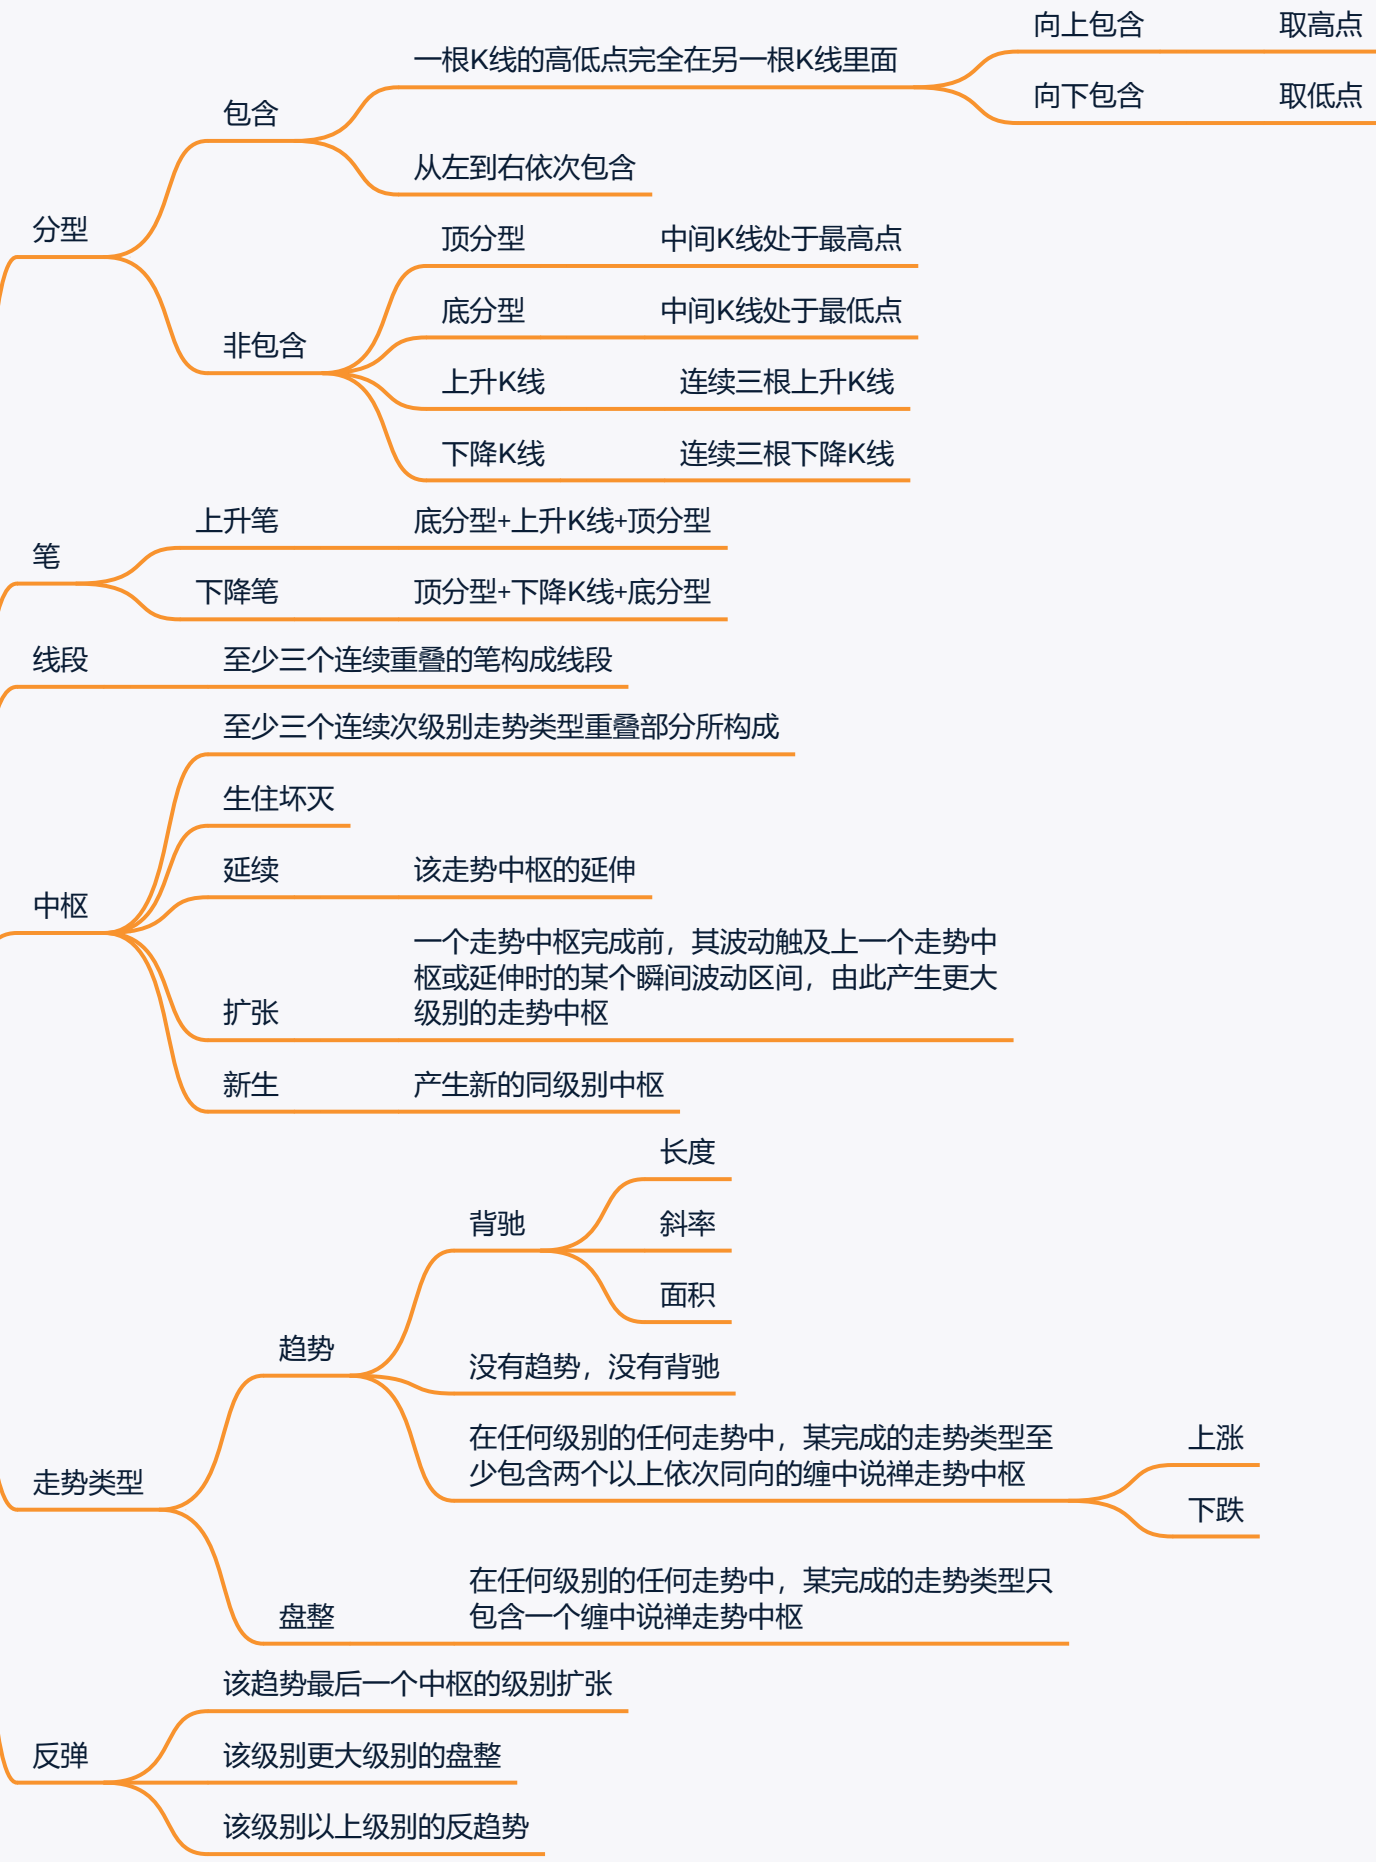 分型
包含
一根K线的高低点完全在另一根K线里面
向上包含
取高点
向下包含
取低点
从左到右依次包含
非包含
顶分型
中间K线处于最高点
底分型
中间K线处于最低点
上升K线
连续三根上升K线
下降K线
连续三根下降K线
笔
上升笔
底分型+上升K线+顶分型
下降笔
顶分型+下降K线+底分型
线段
至少三个连续重叠的笔构成线段
中枢
至少三个连续次级别走势类型重叠部分所构成
生住坏灭
延续
该走势中枢的延伸
扩张
一个走势中枢完成前，其波动触及上一个走势中
枢或延伸时的某个瞬间波动区间，由此产生更大
级别的走势中枢
新生
产生新的同级别中枢
走势类型
趋势
背驰
长度
斜率
面积
没有趋势，没有背驰
在任何级别的任何走势中，某完成的走势类型至
少包含两个以上依次同向的缠中说禅走势中枢
上涨
下跌
盘整
在任何级别的任何走势中，某完成的走势类型只
包含一个缠中说禅走势中枢
反弹
该趋势最后一个中枢的级别扩张
该级别更大级别的盘整
该级别以上级别的反趋势